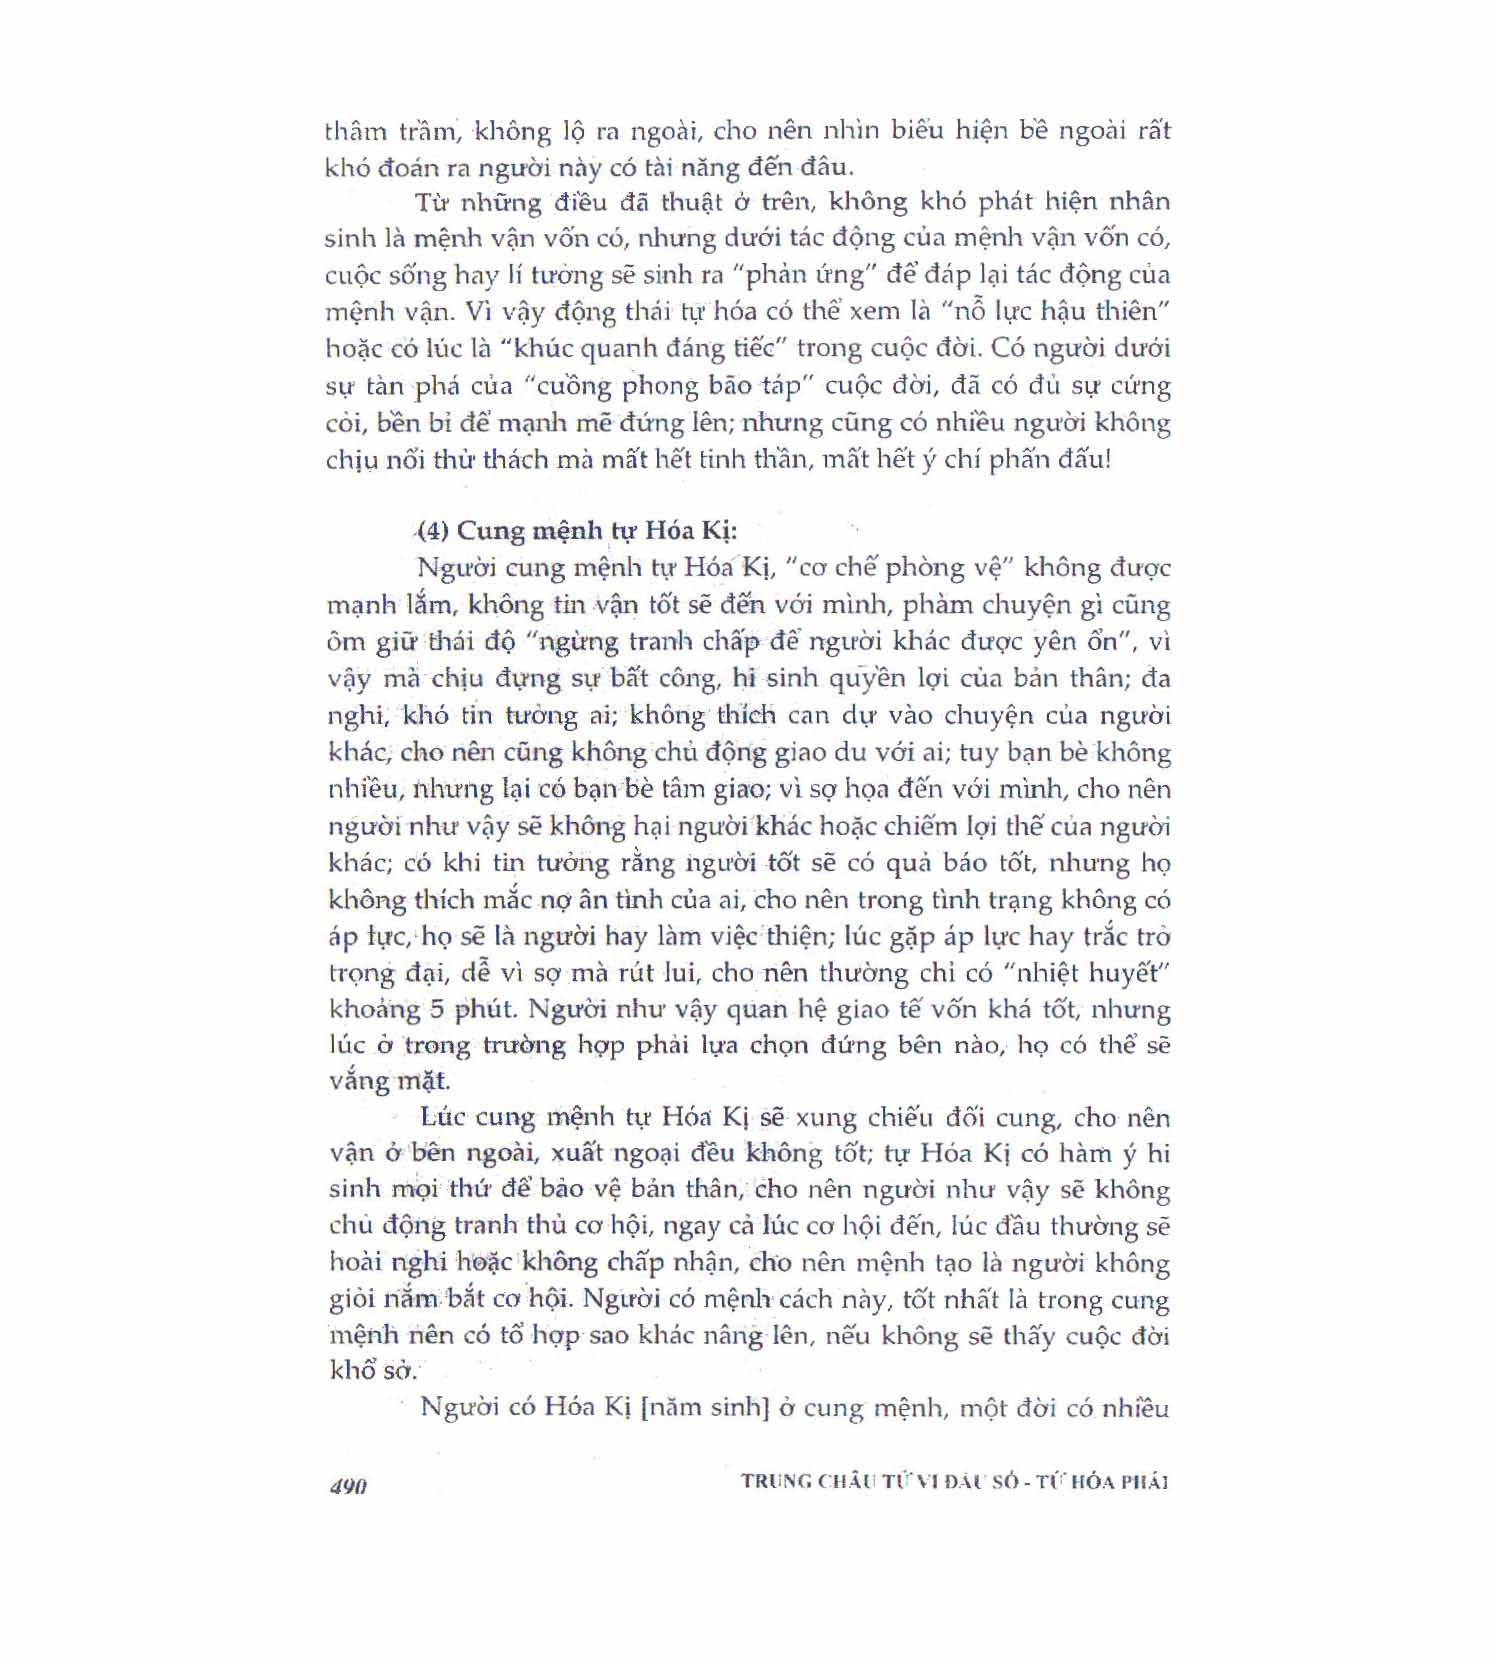 thâm trầm, không lộ ra ngoài, cho nên nhìn biểu hiện bề ngoài rất
khó đoán ra người này có tài năng đến đâu.
Từ những điều đã thuật ở trên, không khó phát hiện nhân
sinh là mệnh vận vốn có, nhưng dưới tác động của mệnh vận vốn có,
cuộc sống hay lí tưởng sẽ sinh ra "phản ứng" để đáp lại tác động của
mệnh vận. Vì vậy động thái tự hóa có thể xem là "nỗ lực hậu thiên"
hoặc có lúc là "khúc quanh đáng tiếc" trong cuộc đời. Có người dưới
sự tàn phá của "cuồng phong bão táp" cuộc đời, đã có đủ sự cứng
cỏi, bền bỉ để mạnh mẽ đứng lên; nhưng cũng có nhiều người không
chịu nổi thử thách mà mất hết tinh thần, mất hết ý chí phấn đấu!
(4) Cung mệnh tự Hóa Kị:
Người cung mệnh tự Hóa Kị, "cơ chế phòng vệ" không được
mạnh lắm, không tin vận tốt sẽ đến với mình, phàm chuyện gì cũng
ôm giữ thái độ "ngừng tranh chấp để người khác được yên ổn", vì
vậy mà chịu đựng sự bất công, hi sinh quyền lợi của bản thân; đa
nghi, khó tin tưởng ai; không thích can dự vào chuyện của người
khác, cho nên cũng không chủ động giao du với ai; tuy bạn bè không
nhiều, nhưng lại có bạn bè tâm giao; vì sợ họa đến với mình, cho nên
người như vậy sẽ không hại người khác hoặc chiếm lợi thế của người
khác; có khi tin tưởng rằng người tốt sẽ có quả báo tốt, nhưng họ
không thích mắc nợ ân tình của ai, cho nên trong tình trạng không có
áp lực, họ sẽ là người hay làm việc thiện; lúc gặp áp lực hay trắc trở
trọng đại, dễ vì sợ mà rút lui, cho nên thường chỉ có "nhiệt huyết"
khoảng 5 phút. Người như vậy quan hệ giao tế vốn khá tốt, nhưng
lúc ở trong trường hợp phải lựa chọn đứng bên nào, họ có thể sẽ
vắng mặt.
Lúc cung mệnh tự Hóa Kị sẽ xung chiếu đối cung, cho nên
vận ở bên ngoài, xuất ngoại đều không tốt; tự Hóa Kị có hàm ý hi
sinh mọi thứ để bảo vệ bản thân, cho nên người như vậy sẽ không
chủ động tranh thủ cơ hội, ngay cả lúc cơ hội đến, lúc đầu thường sẽ
hoài nghi hoặc không chấp nhận, cho nên mệnh tạo là người không
giỏi nắm bắt cơ hội. Người có mệnh cách này, tốt nhất là trong cung
mệnh nên có tổ hợp sao khác nâng lên, nếu không sẽ thấy cuộc đời
khổ sở.
Người có Hóa Kị [năm sinh] ở cung mệnh, một đời có nhiều
490
TRUNG CHÂU TỬ VI ĐẨU SỐ - TỨ HÓA PHÁI